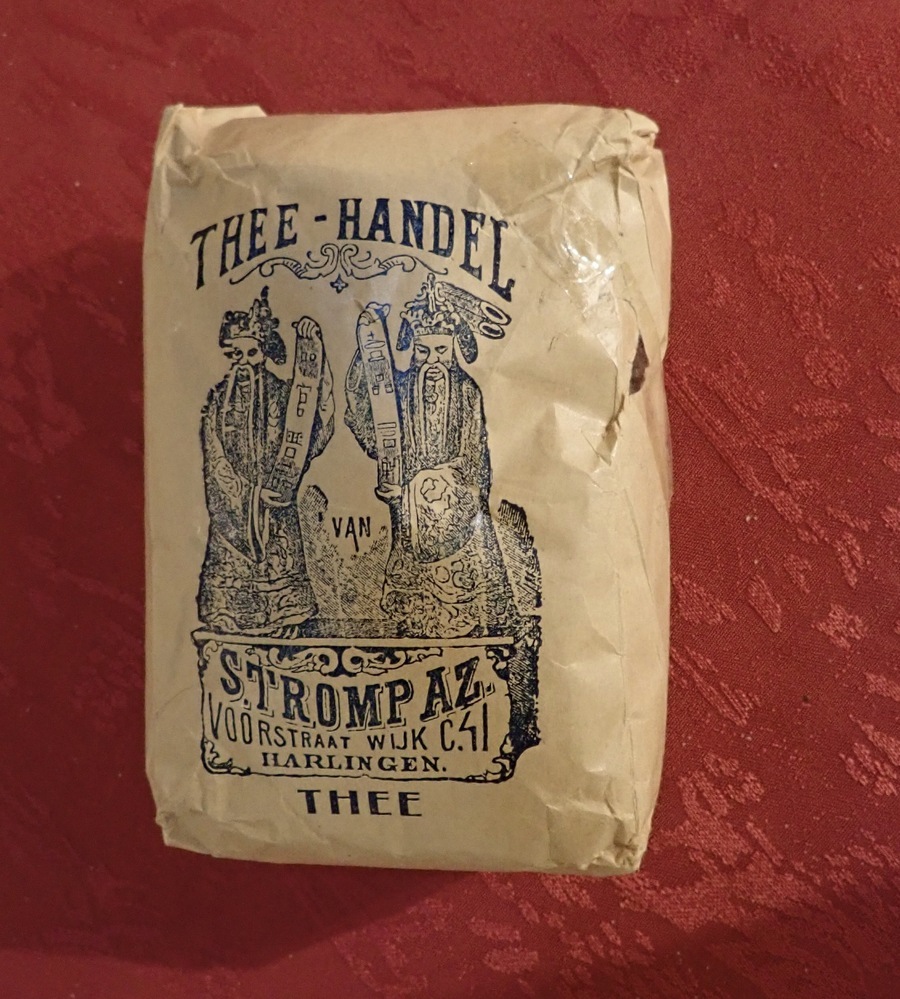 THEE-HANDEL
VAN
S. TROMP AZ.
VOORSTRAAT WIJK C.41
HARLINGEN.
THEE